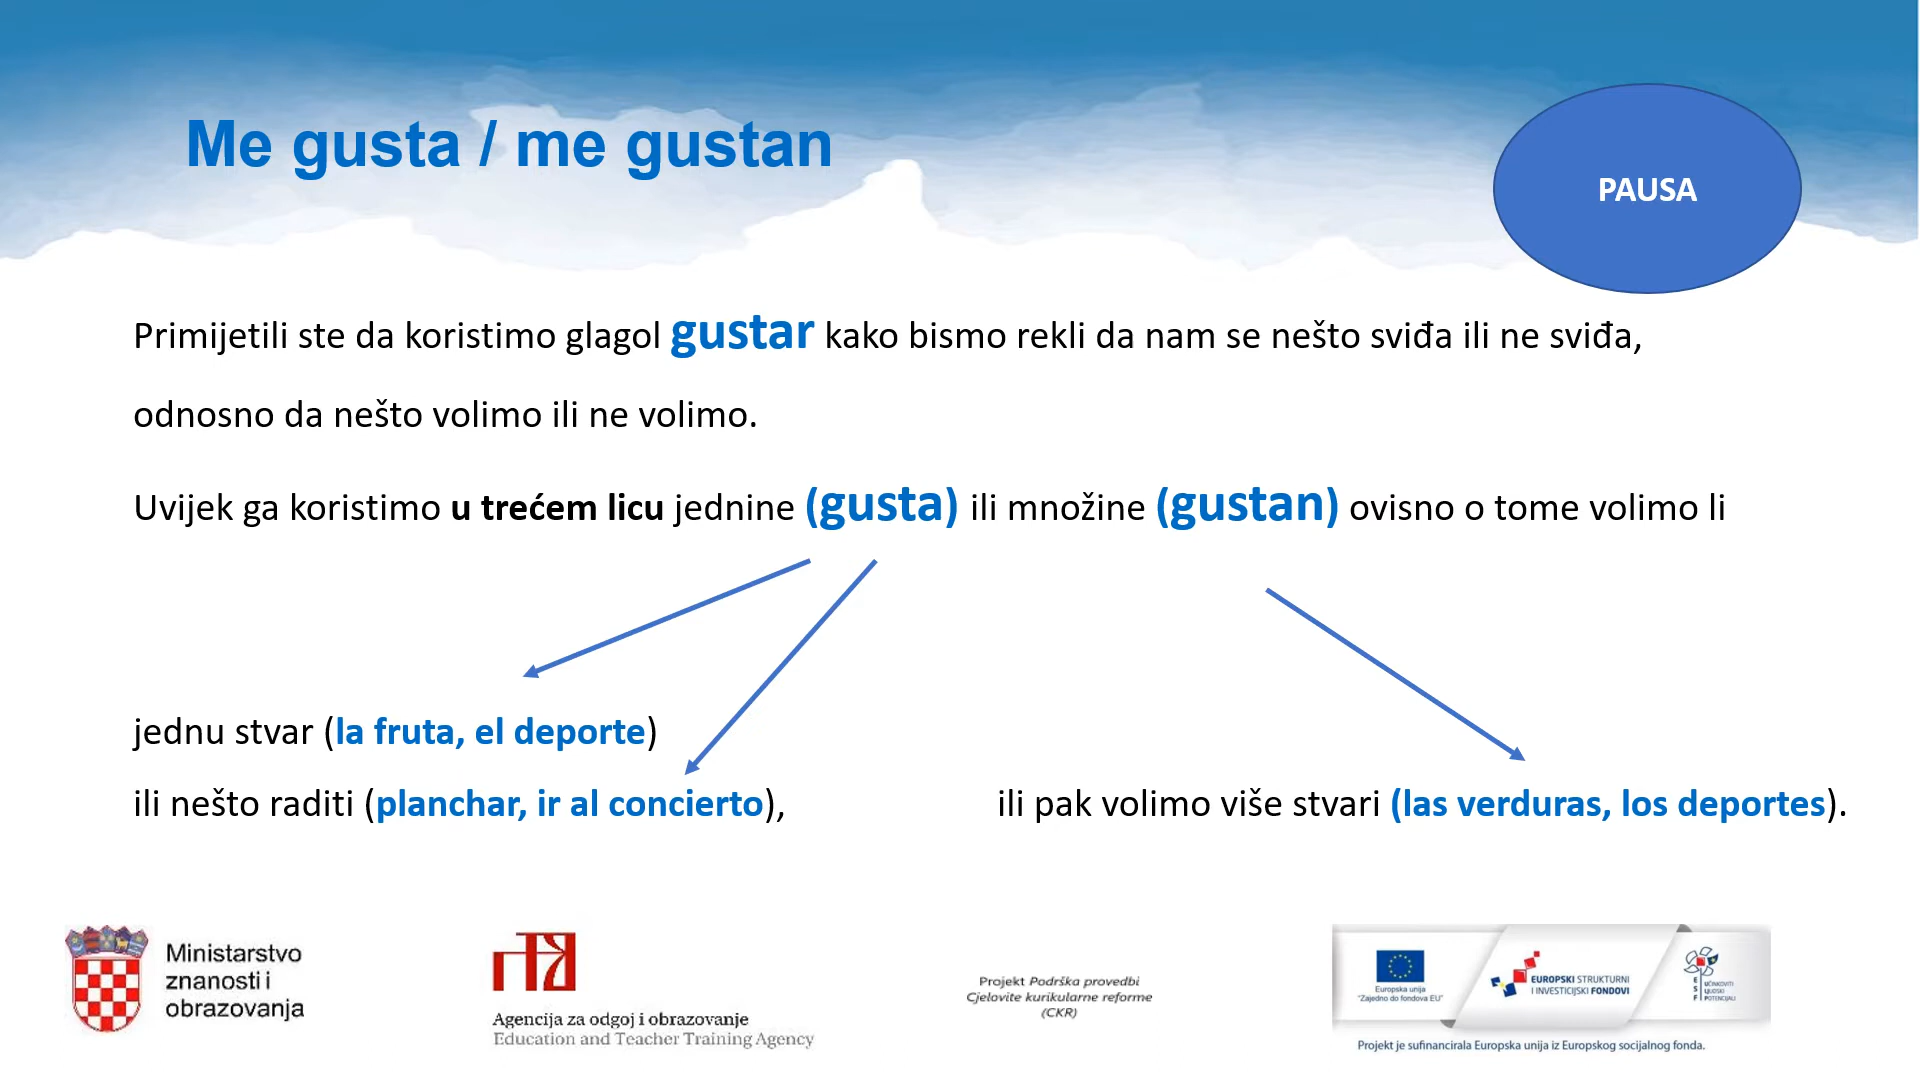 Me gusta / me gustan
PAUSA
Primijetili ste da koristimo glagol gustar kako bismo rekli da nam se nešto sviđa ili ne sviđa,
odnosno da nešto volimo ili ne volimo.
Uvijek ga koristimo u trećem licu jednine (gusta) ili množine (gustan) ovisno o tome volimo li
jednu stvar (la fruta, el deporte)
ili nešto raditi (planchar, ir al concierto),
ili pak volimo više stvari (las verduras, los deportes).
Ministarstvo
znanosti i
obrazovanja
Agencija za odgoj i obrazovanje
Education and Teacher Training Agency
Projekt Podrška provedbi
Cjelovite kurikularne reforme
(CKR)
Europska unija
"Zajedno do fondova EU"
EUROPSKI STRUKTURNI
I INVESTICIJSKI FONDOVI
ESF
UČINKOVITI
LJUDSKI
POTENCIJALI
Projekt je sufinancirala Europska unija iz Europskog socijalnog fonda.